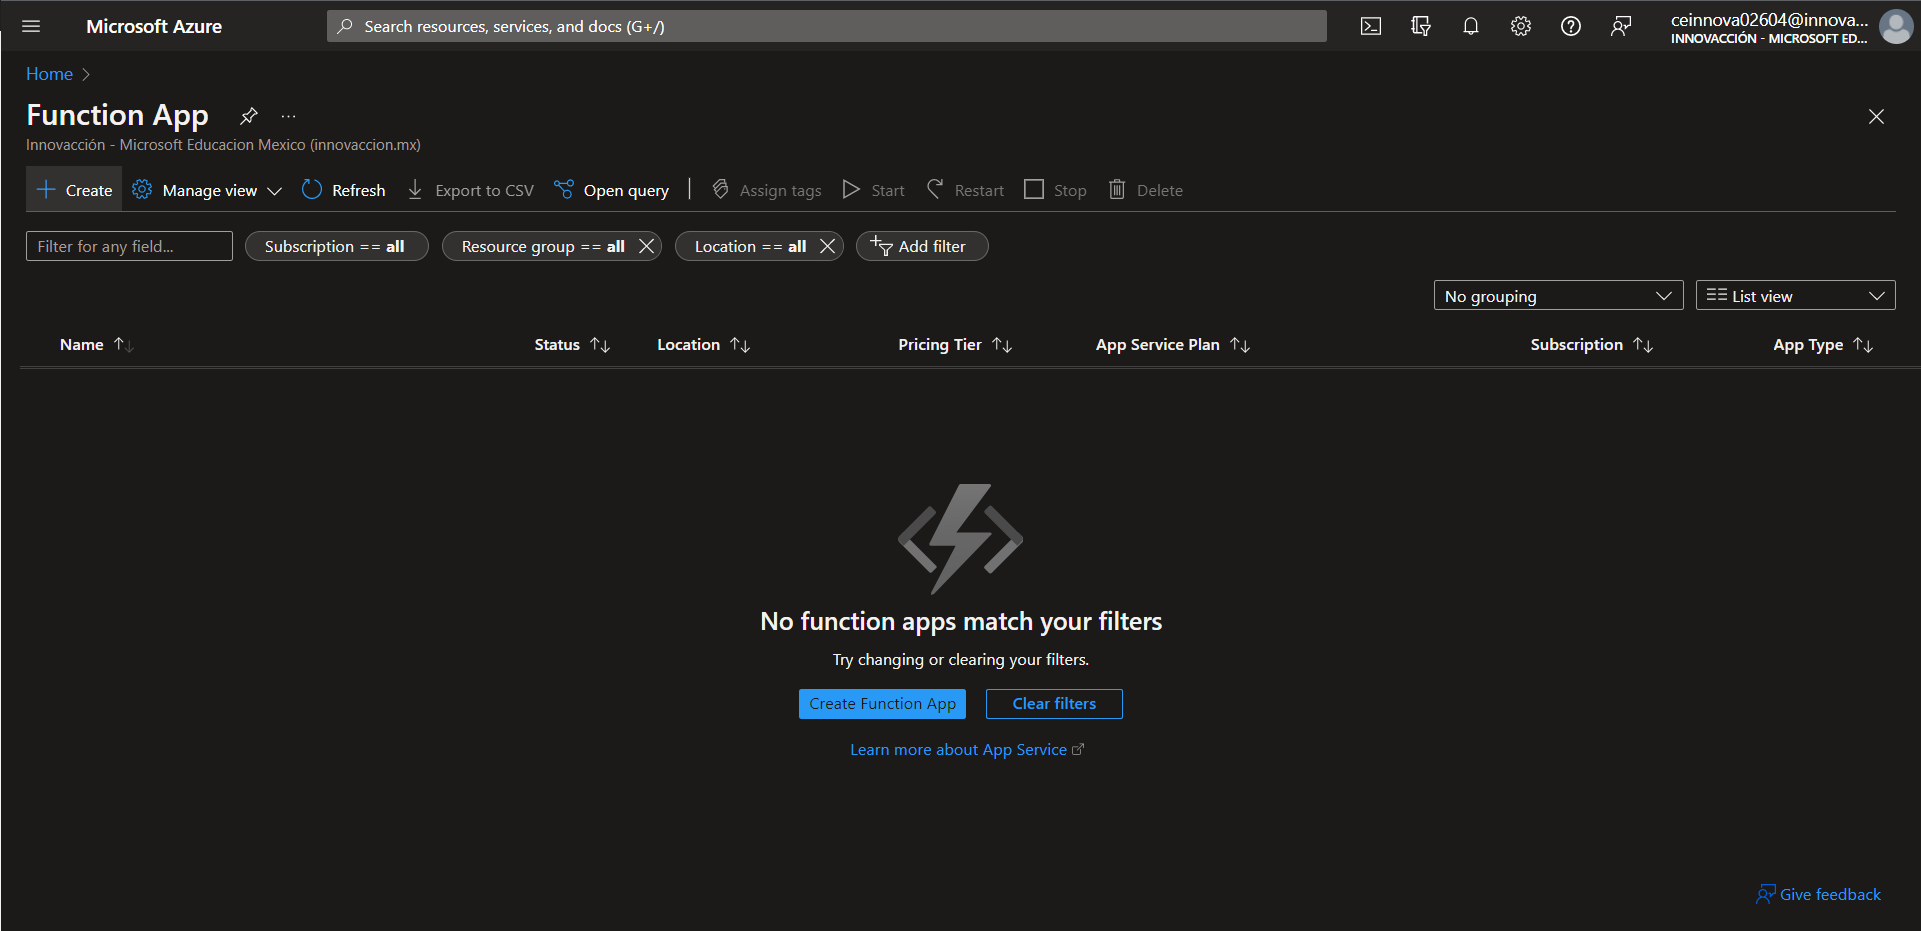 Microsoft Azure
Search resources, services, and docs (G+/)
ceinnova02604@innova...
INNOVACCIÓN - MICROSOFT ED...
Home
Function App
...
Innovacción - Microsoft Educacion Mexico (innovaccion.mx)
Create Manage view Refresh Export to CSV Open query | Assign tags Start Restart Stop Delete
Filter for any field... Subscription == all Resource group == all Location == all Add filter
No grouping List view
Name Status Location Pricing Tier App Service Plan Subscription App Type
No function apps match your filters
Try changing or clearing your filters.
Create Function App Clear filters
Learn more about App Service
Give feedback